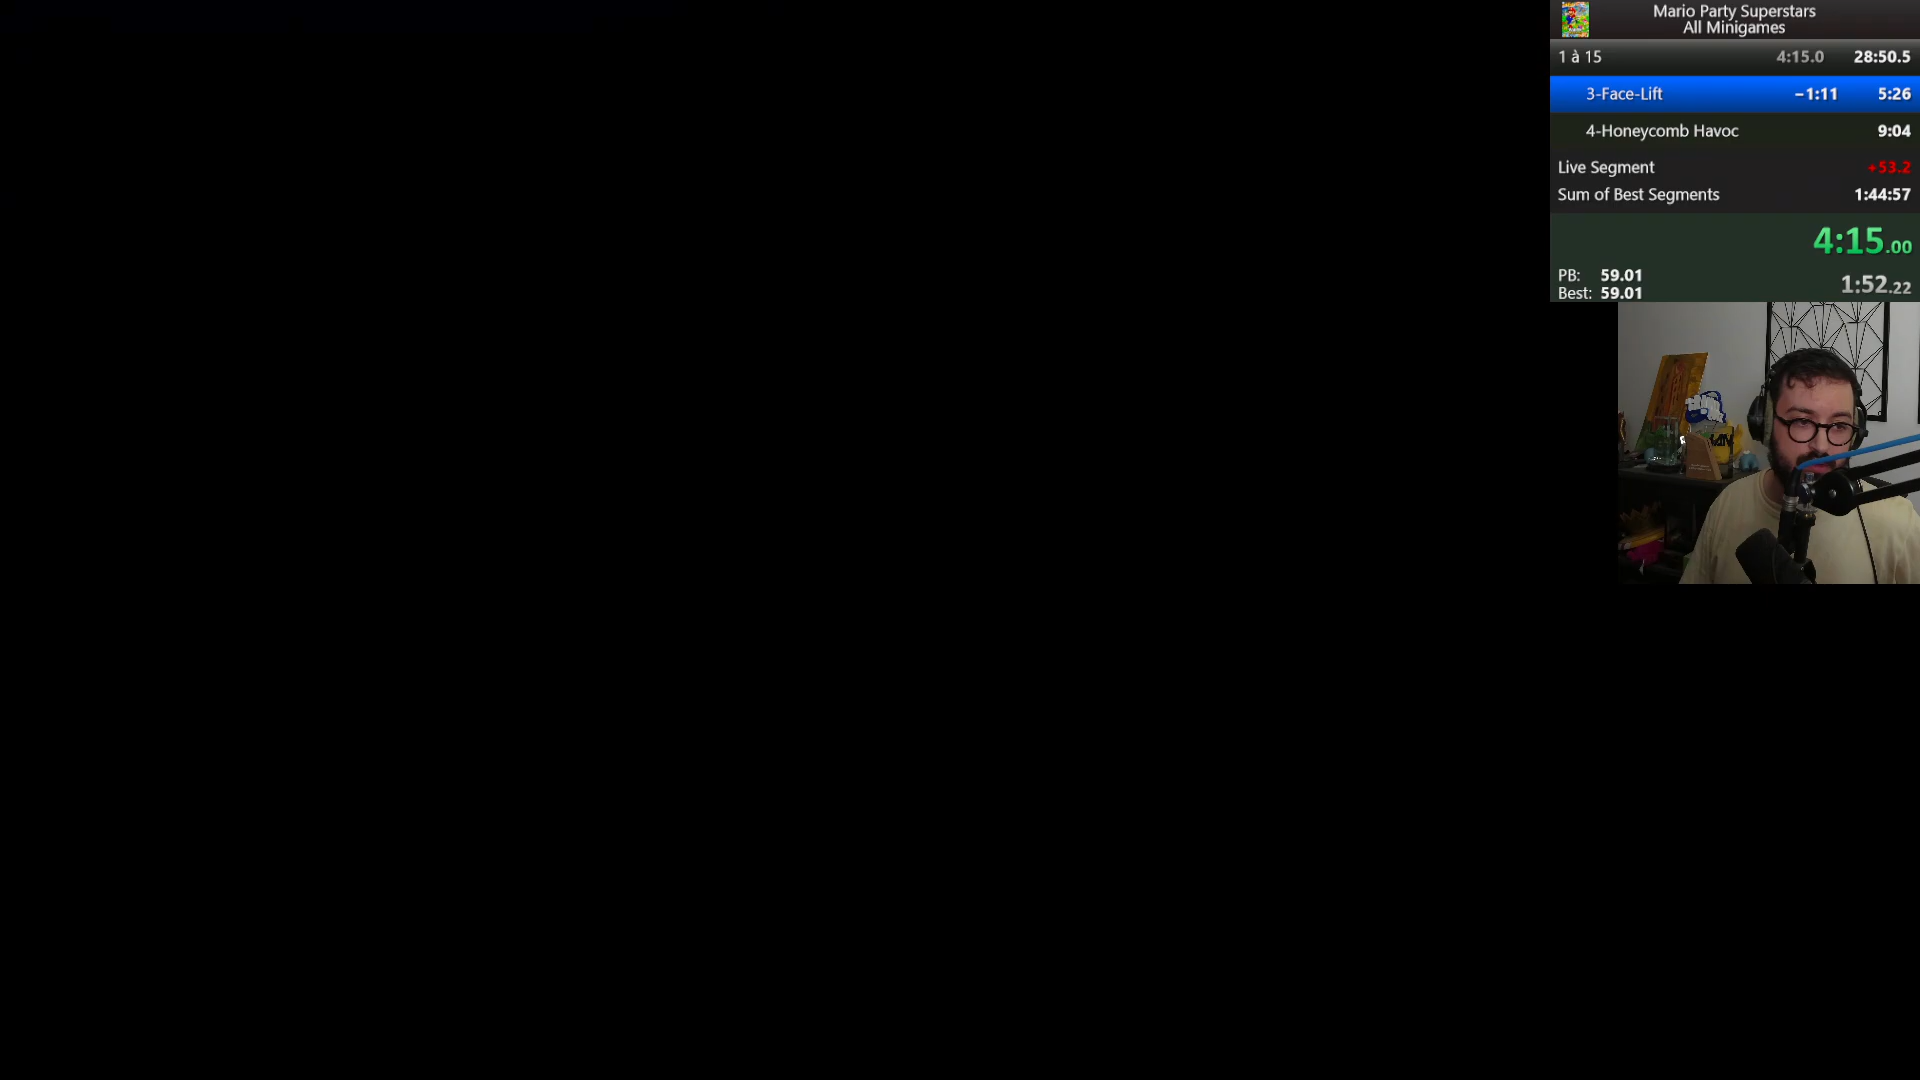 Mario Party Superstars
All Minigames
1 à 15 4:15.0 28:50.5
3-Face-Lift −1:11 5:26
4-Honeycomb Havoc 9:04
Live Segment +53.2
Sum of Best Segments 1:44:57
4:15.00
PB: 59.01
Best: 59.01
1:52.22